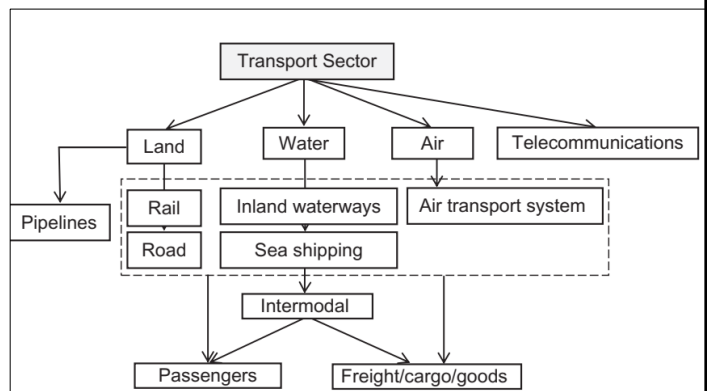 Transport Sector
Land
Water
Air
Telecommunications
Pipelines
Rail
Inland waterways
Air transport system
Road
Sea shipping
Intermodal
Passengers
Freight/cargo/goods